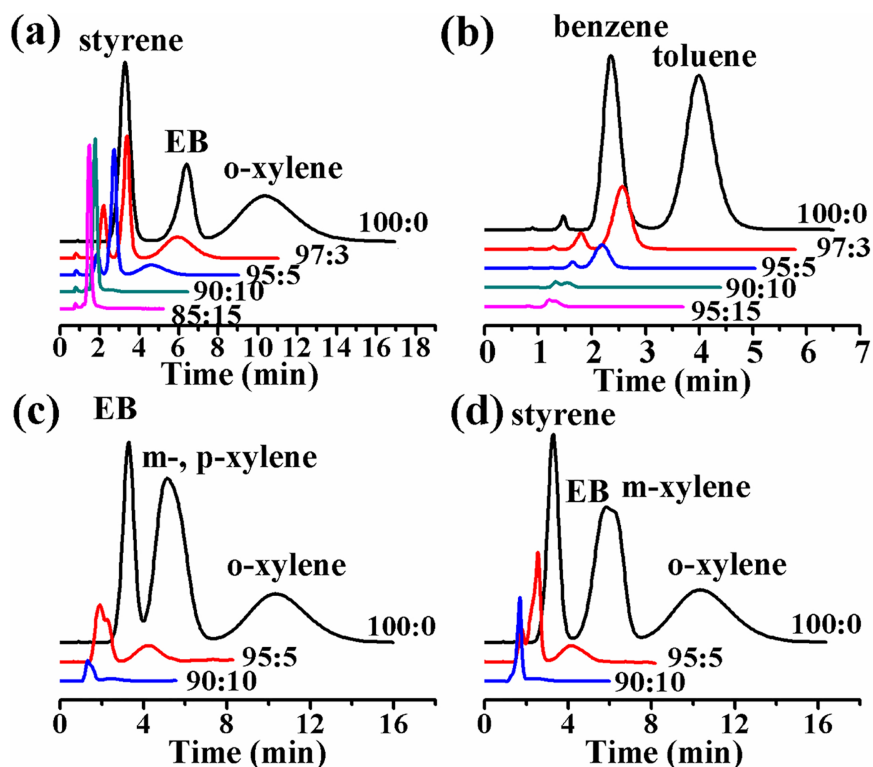 (a)
styrene
EB
o-xylene
100:0
97:3
95:5
90:10
85:15
0 2 4 6 8 10 12 14 16 18
Time (min)
(b)
benzene
toluene
100:0
97:3
95:5
90:10
95:15
0 1 2 3 4 5 6 7
Time (min)
(c)
EB
m-, p-xylene
o-xylene
100:0
95:5
90:10
0 4 8 12 16
Time (min)
(d)
styrene
EB m-xylene
o-xylene
100:0
95:5
90:10
0 4 8 12 16
Time (min)